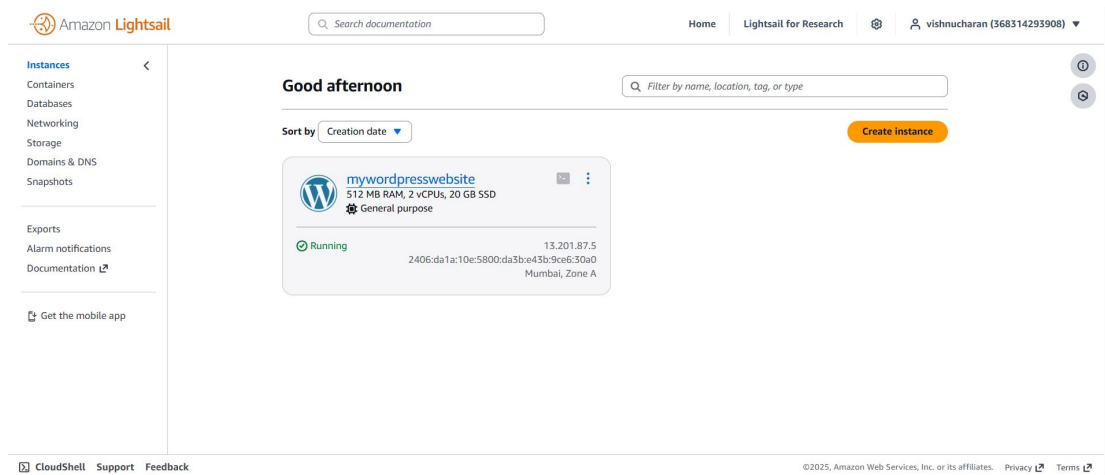 Amazon Lightsail
Search documentation
Home
Lightsail for Research
vishnucharan (368314293908)
Instances
Containers
Databases
Networking
Storage
Domains & DNS
Snapshots
Exports
Alarm notifications
Documentation
Get the mobile app
Good afternoon
Filter by name, location, tag, or type
Sort by Creation date
Create instance
mywordpresswebsite
512 MB RAM, 2 vCPUs, 20 GB SSD
General purpose
Running
13.201.87.5
2406:da1a:10e:5800:da3b:e43b:9ce6:30a0
Mumbai, Zone A
CloudShell Support Feedback
©2025, Amazon Web Services, Inc. or its affiliates. Privacy Terms